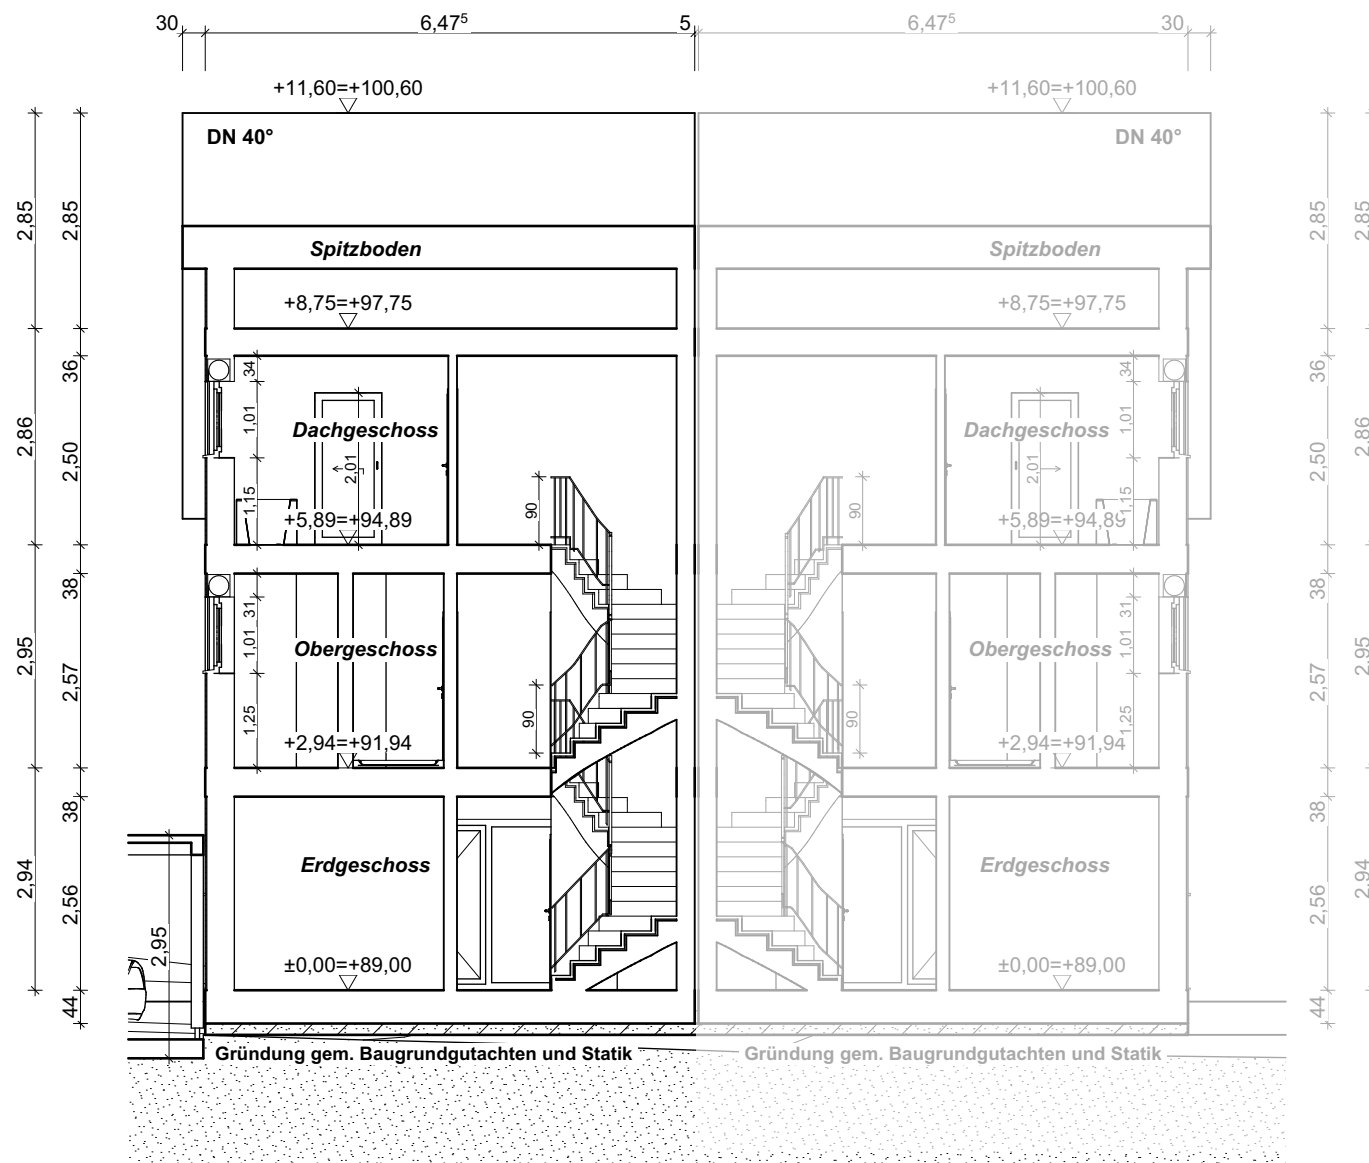 30 6,47⁵ 5 6,47⁵ 30
+11,60=+100,60 +11,60=+100,60
DN 40° DN 40°
2,85 2,85 2,85 2,85
Spitzboden Spitzboden
+8,75=+97,75 +8,75=+97,75
36 34 34 36
2,86 2,50 1,01 1,01 2,50 2,86
Dachgeschoss Dachgeschoss
2,01 2,01
1,15 90 90 1,15
+5,89=+94,89 +5,89=+94,89
38 31 31 38
2,95 2,57 1,01 1,01 2,57 2,95
Obergeschoss Obergeschoss
1,25 90 90 1,25
+2,94=+91,94 +2,94=+91,94
38 38
2,94 2,56 2,56 2,94
Erdgeschoss Erdgeschoss
2,95
±0,00=+89,00 ±0,00=+89,00
44 44
Gründung gem. Baugrundgutachten und Statik Gründung gem. Baugrundgutachten und Statik